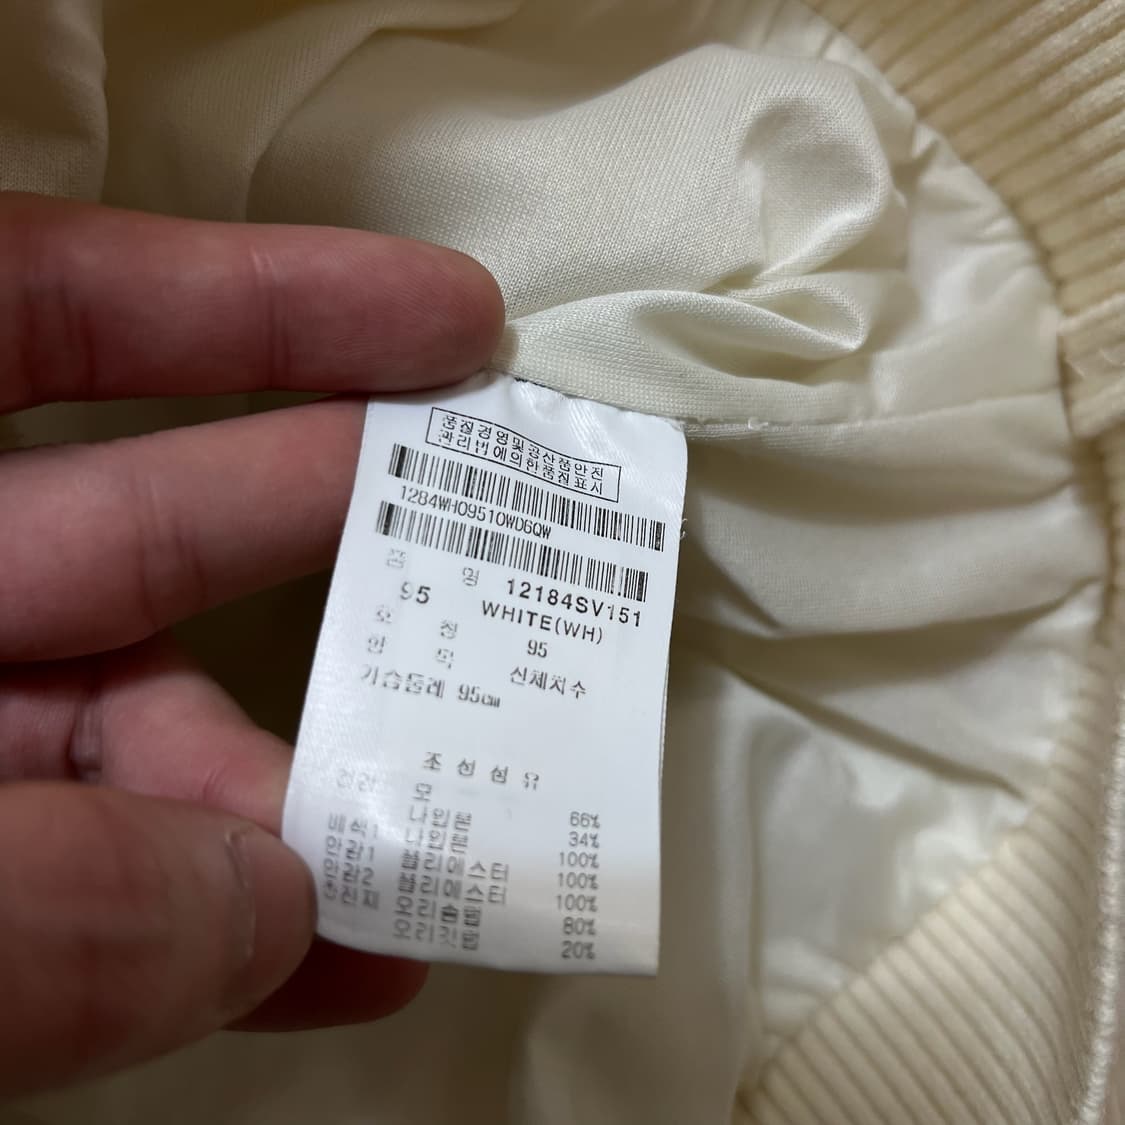 품질경영및공산품안전
관리법에의한품질표시
1284WH09510WD6QW
품 명 12184SV151
95 WHITE(WH)
호 칭 95
항 목 신체치수
가슴둘레 95cm
조성섬유
겉감 모 66%
나일론 34%
배색1 나일론 100%
안감1 폴리에스터 100%
안감2 폴리에스터 100%
충전재 오리솜털 80%
오리깃털 20%